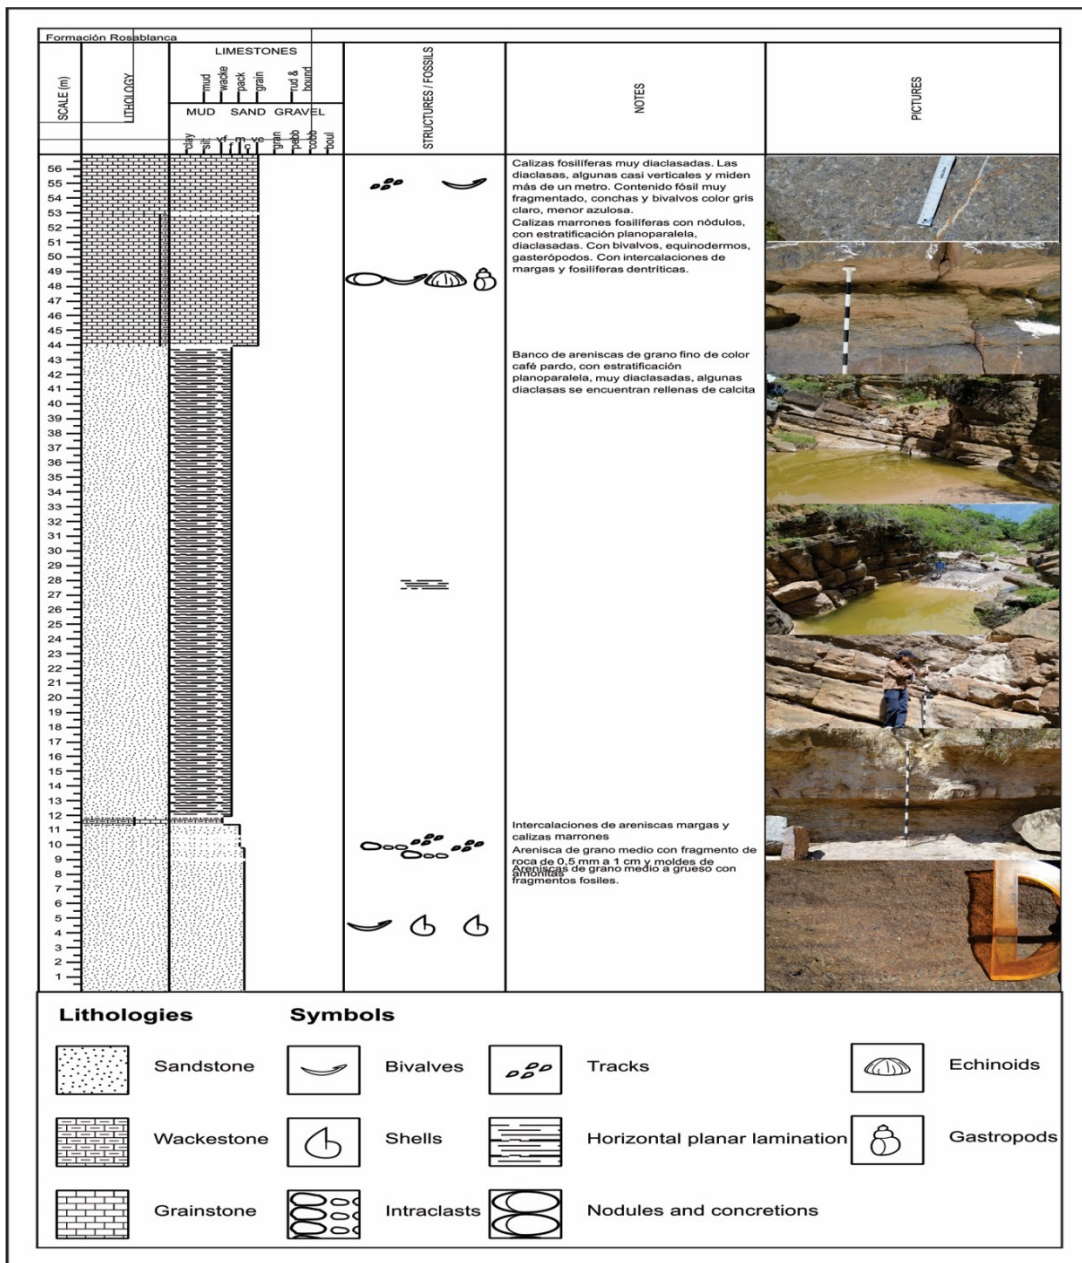 Formación Rosablanca
SCALE (m)
LITHOLOGY
LIMESTONES
mud
wacke
pack
grain
rud &
bound
MUD SAND GRAVEL
clay
silt
vf
f
m
c
vc
gran
pebb
cobb
boul
STRUCTURES / FOSSILS
NOTES
PICTURES
56
55
54
53
52
51
50
49
48
47
46
45
44
43
42
41
40
39
38
37
36
35
34
33
32
31
30
29
28
27
26
25
24
23
22
21
20
19
18
17
16
15
14
13
12
11
10
9
8
7
6
5
4
3
2
1
Calizas fosilíferas muy diaclasadas. Las
diaclasas, algunas casi verticales y miden
más de un metro. Contenido fósil muy
fragmentado, conchas y bivalvos color gris
claro, menor azulosa.
Calizas marrones fosilíferas con nódulos,
con estratificación planoparalela,
diaclasadas. Con bivalvos, equinodermos,
gasterópodos. Con intercalaciones de
margas y fosilíferas dentríticas.
Banco de areniscas de grano fino de color
café pardo, con estratificación
planoparalela, muy diaclasadas, algunas
diaclasas se encuentran rellenas de calcita
Intercalaciones de areniscas margas y
calizas marrones
Arenisca de grano medio con fragmento de
roca de 0,5 mm a 1 cm y moldes de
amonitas
Areniscas de grano medio a grueso con
fragmentos fosiles.
Lithologies
Symbols
Sandstone
Bivalves
Tracks
Echinoids
Wackestone
Shells
Horizontal planar lamination
Gastropods
Grainstone
Intraclasts
Nodules and concretions